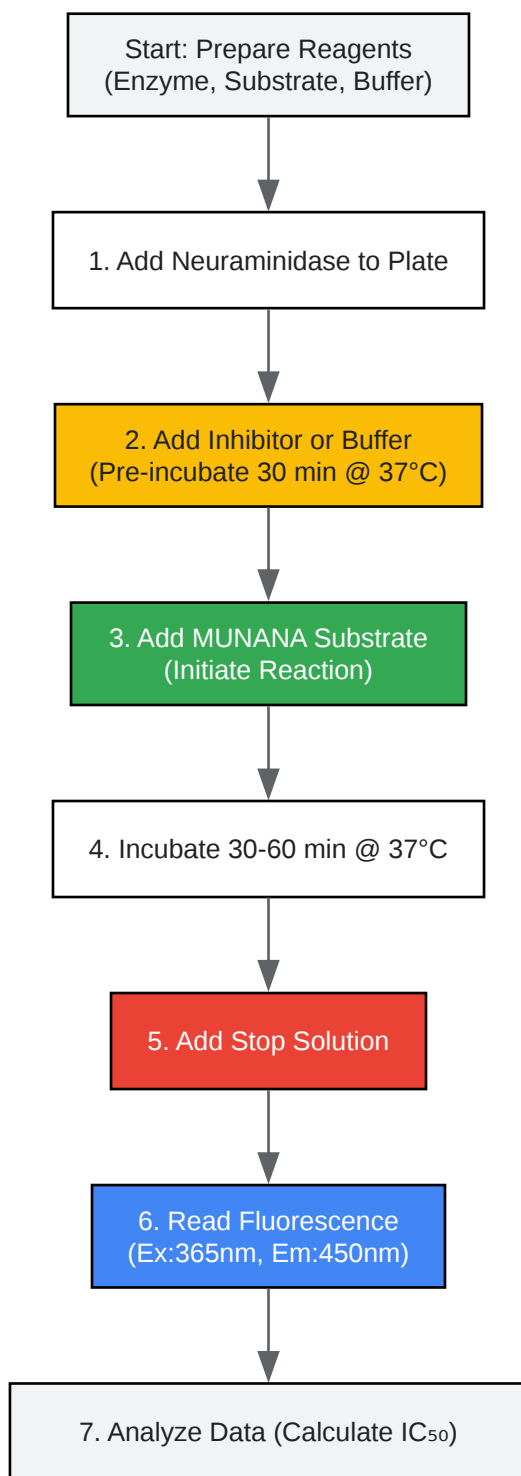 Start: Prepare Reagents
(Enzyme, Substrate, Buffer)
1. Add Neuraminidase to Plate
2. Add Inhibitor or Buffer
(Pre-incubate 30 min @ 37°C)
3. Add MUNANA Substrate
(Initiate Reaction)
4. Incubate 30-60 min @ 37°C
5. Add Stop Solution
6. Read Fluorescence
(Ex:365nm, Em:450nm)
7. Analyze Data (Calculate IC₅₀)